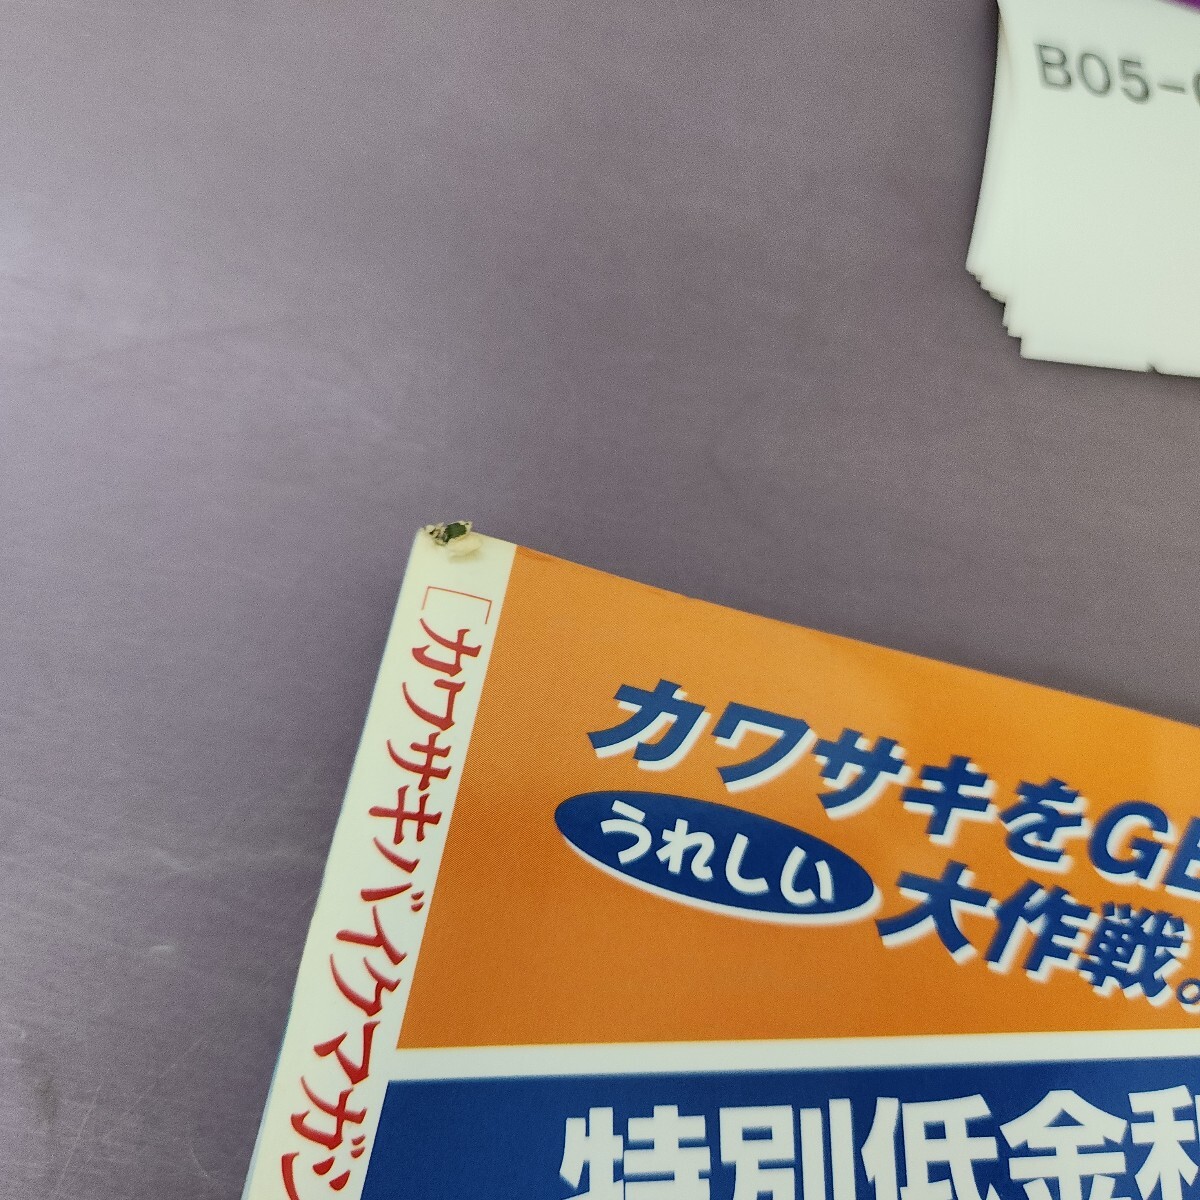 B05-
[カワサキバイクマガジ
カワサキをGE
うれしい
大作戦。
特別低金利